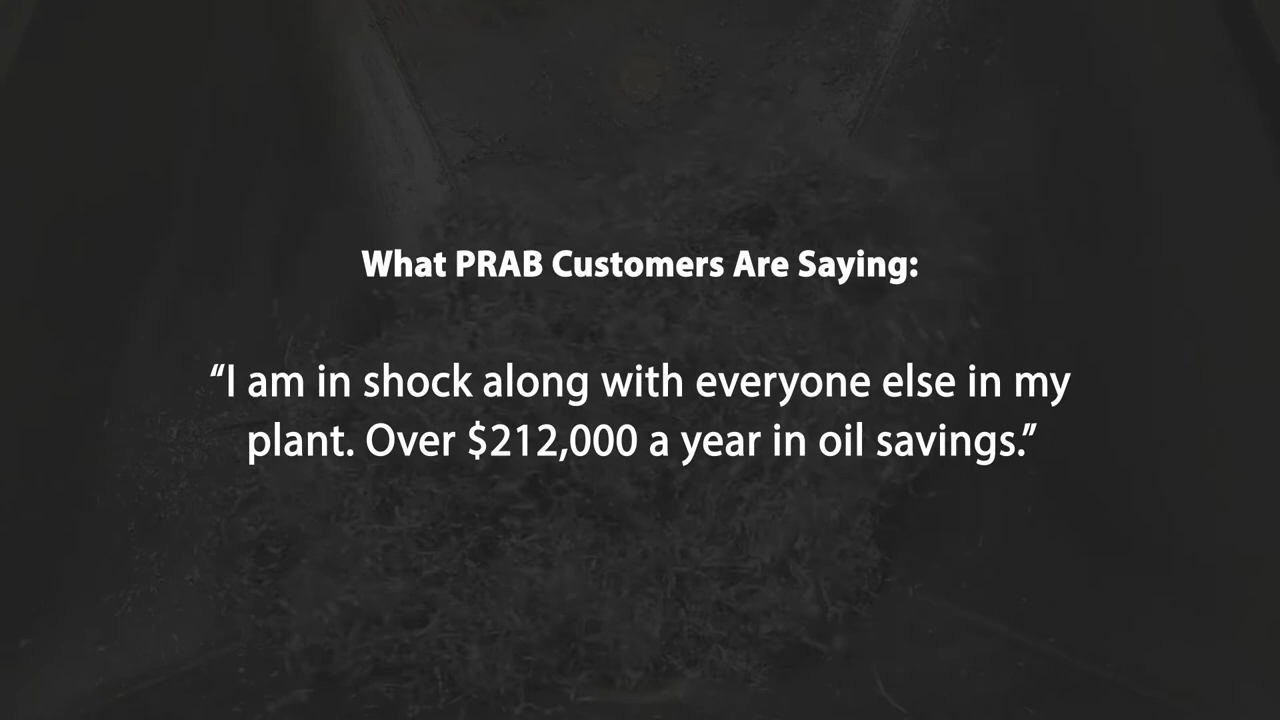 What PRAB Customers Are Saying:
“I am in shock along with everyone else in my
plant. Over $212,000 a year in oil savings.”